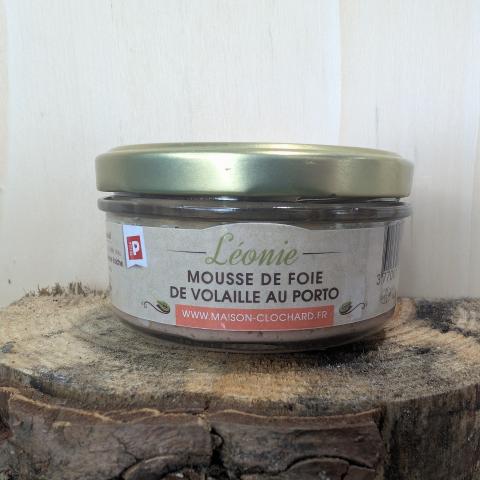 Léonie
MOUSSE DE FOIE
DE VOLAILLE AU PORTO
WWW.MAISON-CLOCHARD.FR
P